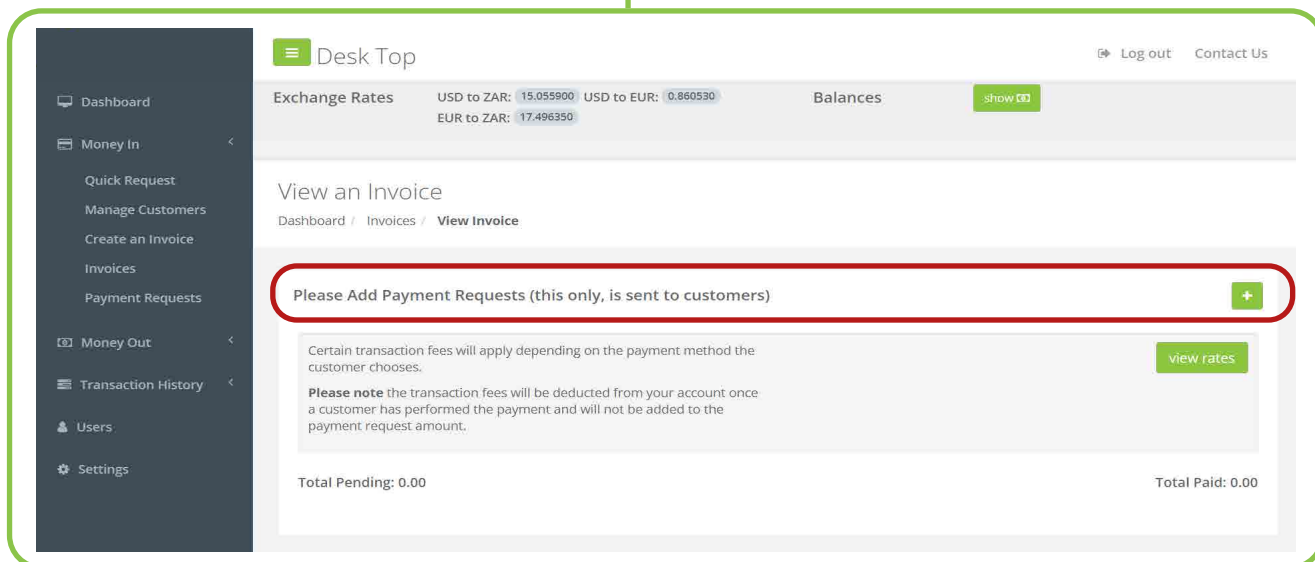 Desk Top
Log out Contact Us
Dashboard
Money In
Quick Request
Manage Customers
Create an Invoice
Invoices
Payment Requests
Money Out
Transaction History
Users
Settings
Exchange Rates
USD to ZAR: 15.055900 USD to EUR: 0.860530
EUR to ZAR: 17.496350
Balances
show
View an Invoice
Dashboard / Invoices / View Invoice
Please Add Payment Requests (this only, is sent to customers)
+
Certain transaction fees will apply depending on the payment method the
customer chooses.
view rates
Please note the transaction fees will be deducted from your account once
a customer has performed the payment and will not be added to the
payment request amount.
Total Pending: 0.00
Total Paid: 0.00